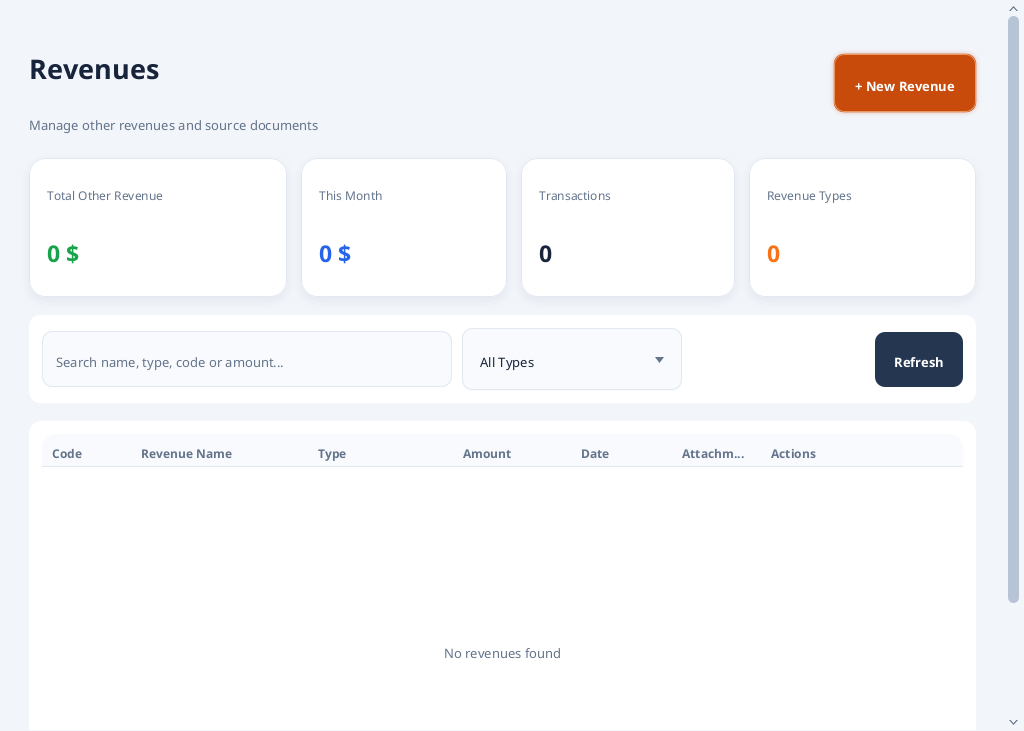 Revenues
+ New Revenue
Manage other revenues and source documents
Total Other Revenue
This Month
Transactions
Revenue Types
0 $
0 $
0
0
Search name, type, code or amount...
All Types
Refresh
Code
Revenue Name
Type
Amount
Date
Attachm...
Actions
No revenues found